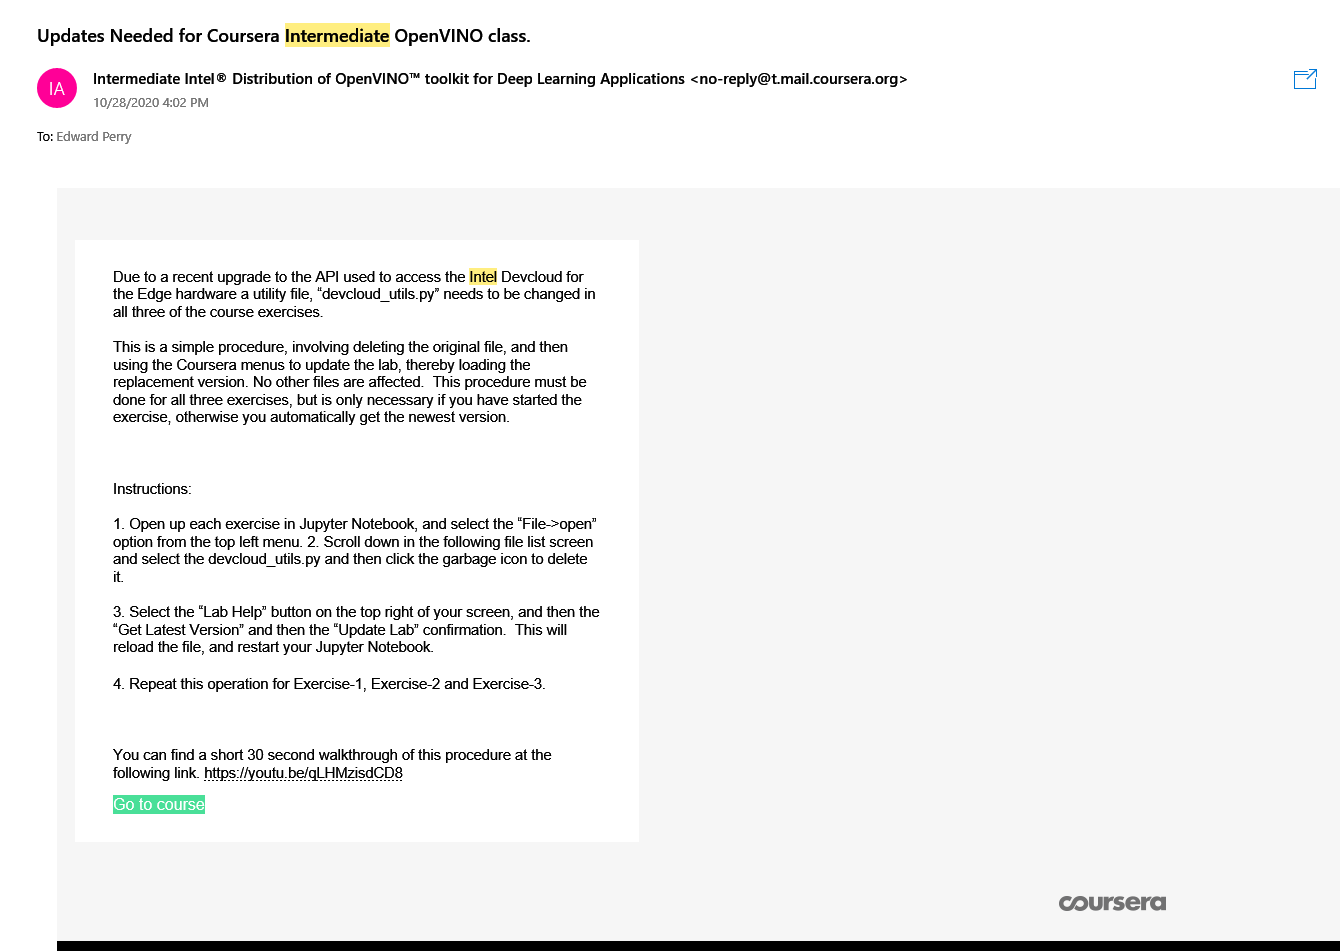 Updates Needed for Coursera Intermediate OpenVINO class.
IA
Intermediate Intel® Distribution of OpenVINO™ toolkit for Deep Learning Applications <no-reply@t.mail.coursera.org>
10/28/2020 4:02 PM
To: Edward Perry
Due to a recent upgrade to the API used to access the Intel Devcloud for
the Edge hardware a utility file, “devcloud_utils.py” needs to be changed in
all three of the course exercises.
This is a simple procedure, involving deleting the original file, and then
using the Coursera menus to update the lab, thereby loading the
replacement version. No other files are affected.  This procedure must be
done for all three exercises, but is only necessary if you have started the
exercise, otherwise you automatically get the newest version.
Instructions:
1. Open up each exercise in Jupyter Notebook, and select the “File->open”
option from the top left menu. 2. Scroll down in the following file list screen
and select the devcloud_utils.py and then click the garbage icon to delete
it.
3. Select the “Lab Help” button on the top right of your screen, and then the
“Get Latest Version” and then the “Update Lab” confirmation.  This will
reload the file, and restart your Jupyter Notebook.
4. Repeat this operation for Exercise-1, Exercise-2 and Exercise-3.
You can find a short 30 second walkthrough of this procedure at the
following link. https://youtu.be/qLHMzisdCD8
Go to course
coursera